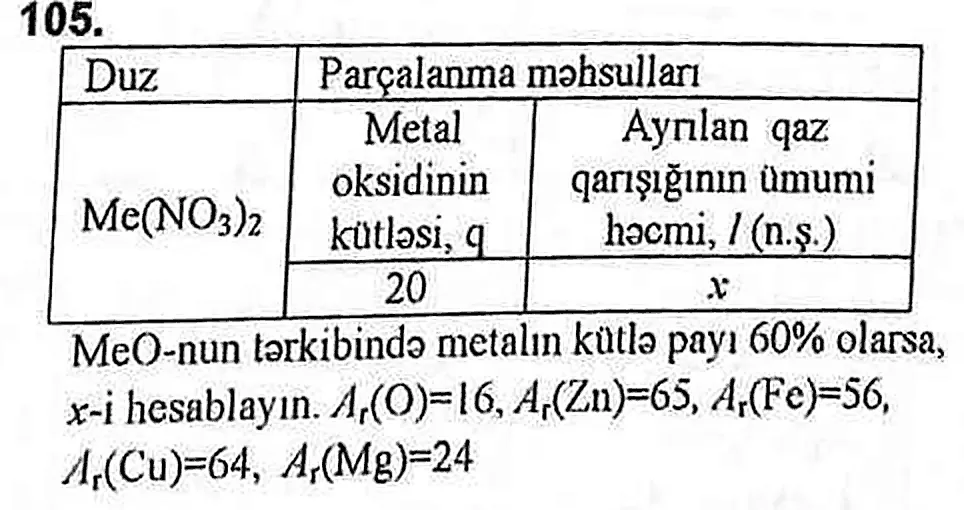 105.
Duz Parçalanma məhsulları
Metal Ayrılan qaz
oksidinin qarışığının ümumi
Me(NO₃)₂ kütləsi, q həcmi, l (n.ş.)
20 x
MeO-nun tərkibində metalın kütlə payı 60% olarsa,
x-i hesablayın. Aᵣ(O)=16, Aᵣ(Zn)=65, Aᵣ(Fe)=56,
Aᵣ(Cu)=64, Aᵣ(Mg)=24